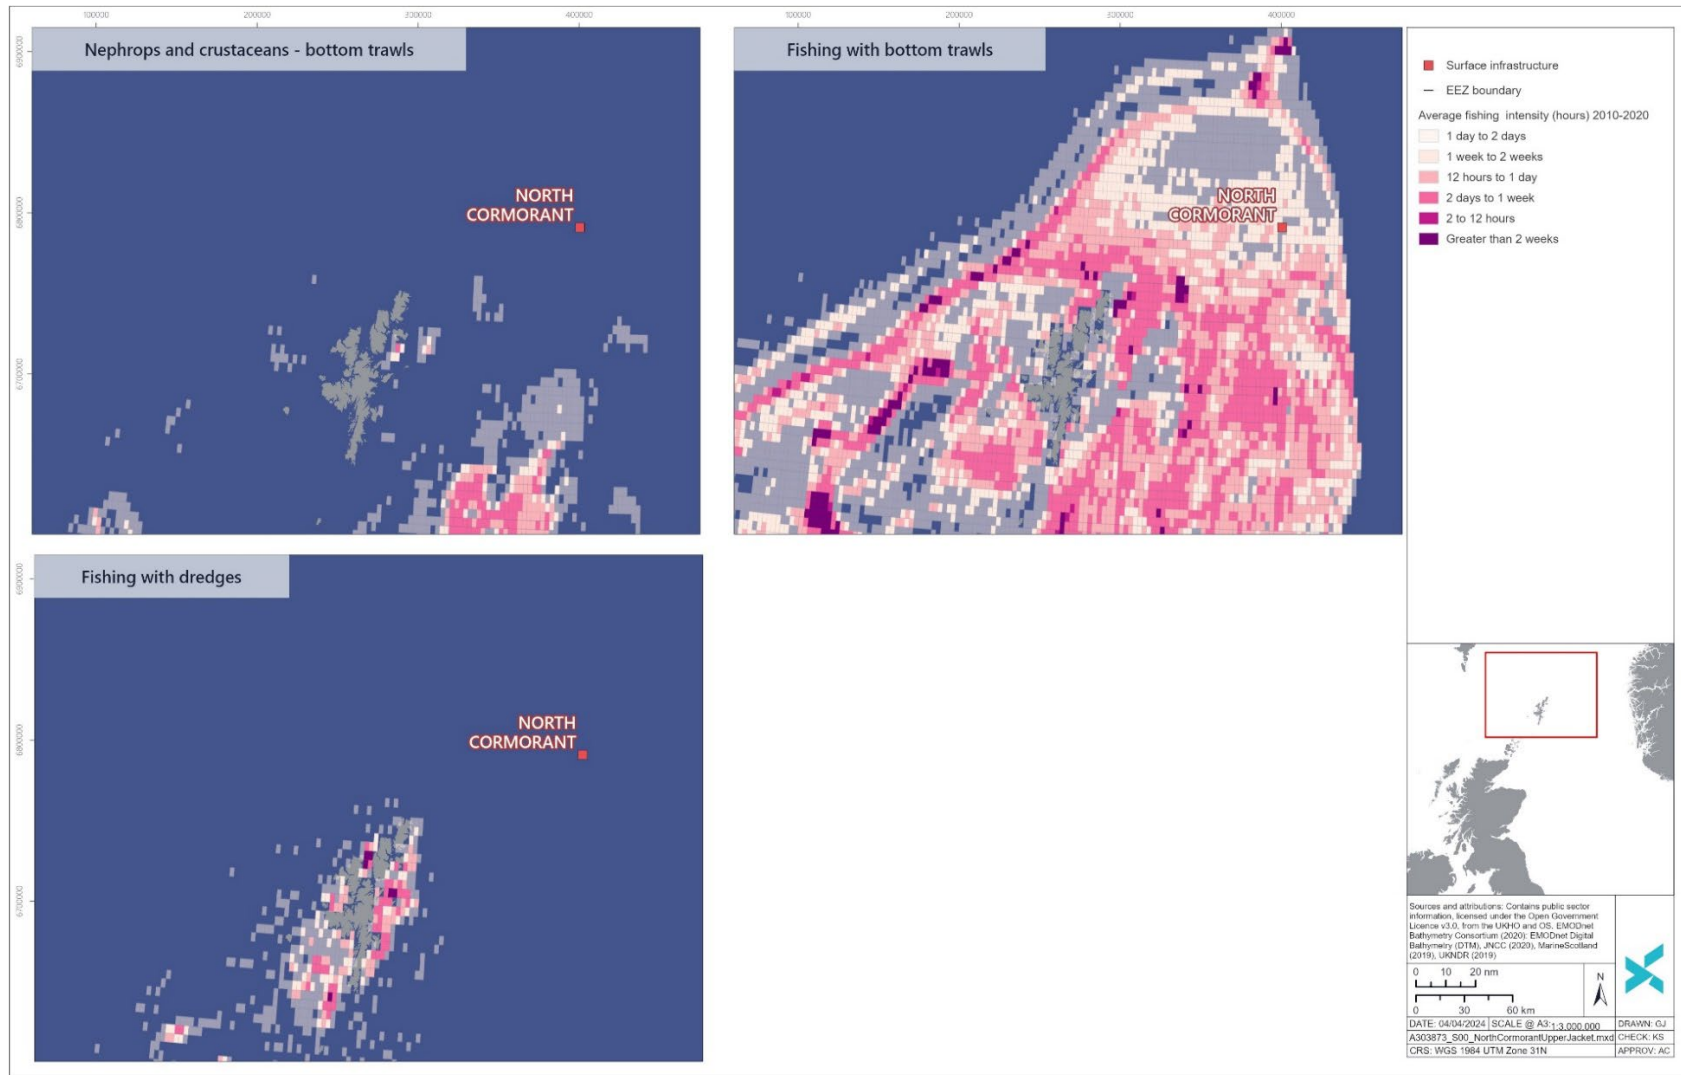 100000 200000 300000 400000
100000 200000 300000 400000
Nephrops and crustaceans - bottom trawls
6900000
6800000
6700000
NORTH
CORMORANT
Fishing with bottom trawls
NORTH
CORMORANT
Fishing with dredges
6900000
6800000
6700000
NORTH
CORMORANT
Surface infrastructure
EEZ boundary
Average fishing intensity (hours) 2010-2020
1 day to 2 days
1 week to 2 weeks
12 hours to 1 day
2 days to 1 week
2 to 12 hours
Greater than 2 weeks
Sources and attributions: Contains public sector
information, licensed under the Open Government
Licence v3.0, from the UKHO and OS. EMODnet
Bathymetry Consortium (2020): EMODnet Digital
Bathymetry (DTM), JNCC (2020), MarineScotland
(2019), UKNDR (2019)
0 10 20 nm
0 30 60 km
N
DATE: 04/04/2024 SCALE @ A3:1:3,000,000 DRAWN: GJ
A303873_S00_NorthCormorantUpperJacket.mxd CHECK: KS
CRS: WGS 1984 UTM Zone 31N APPROV: AC